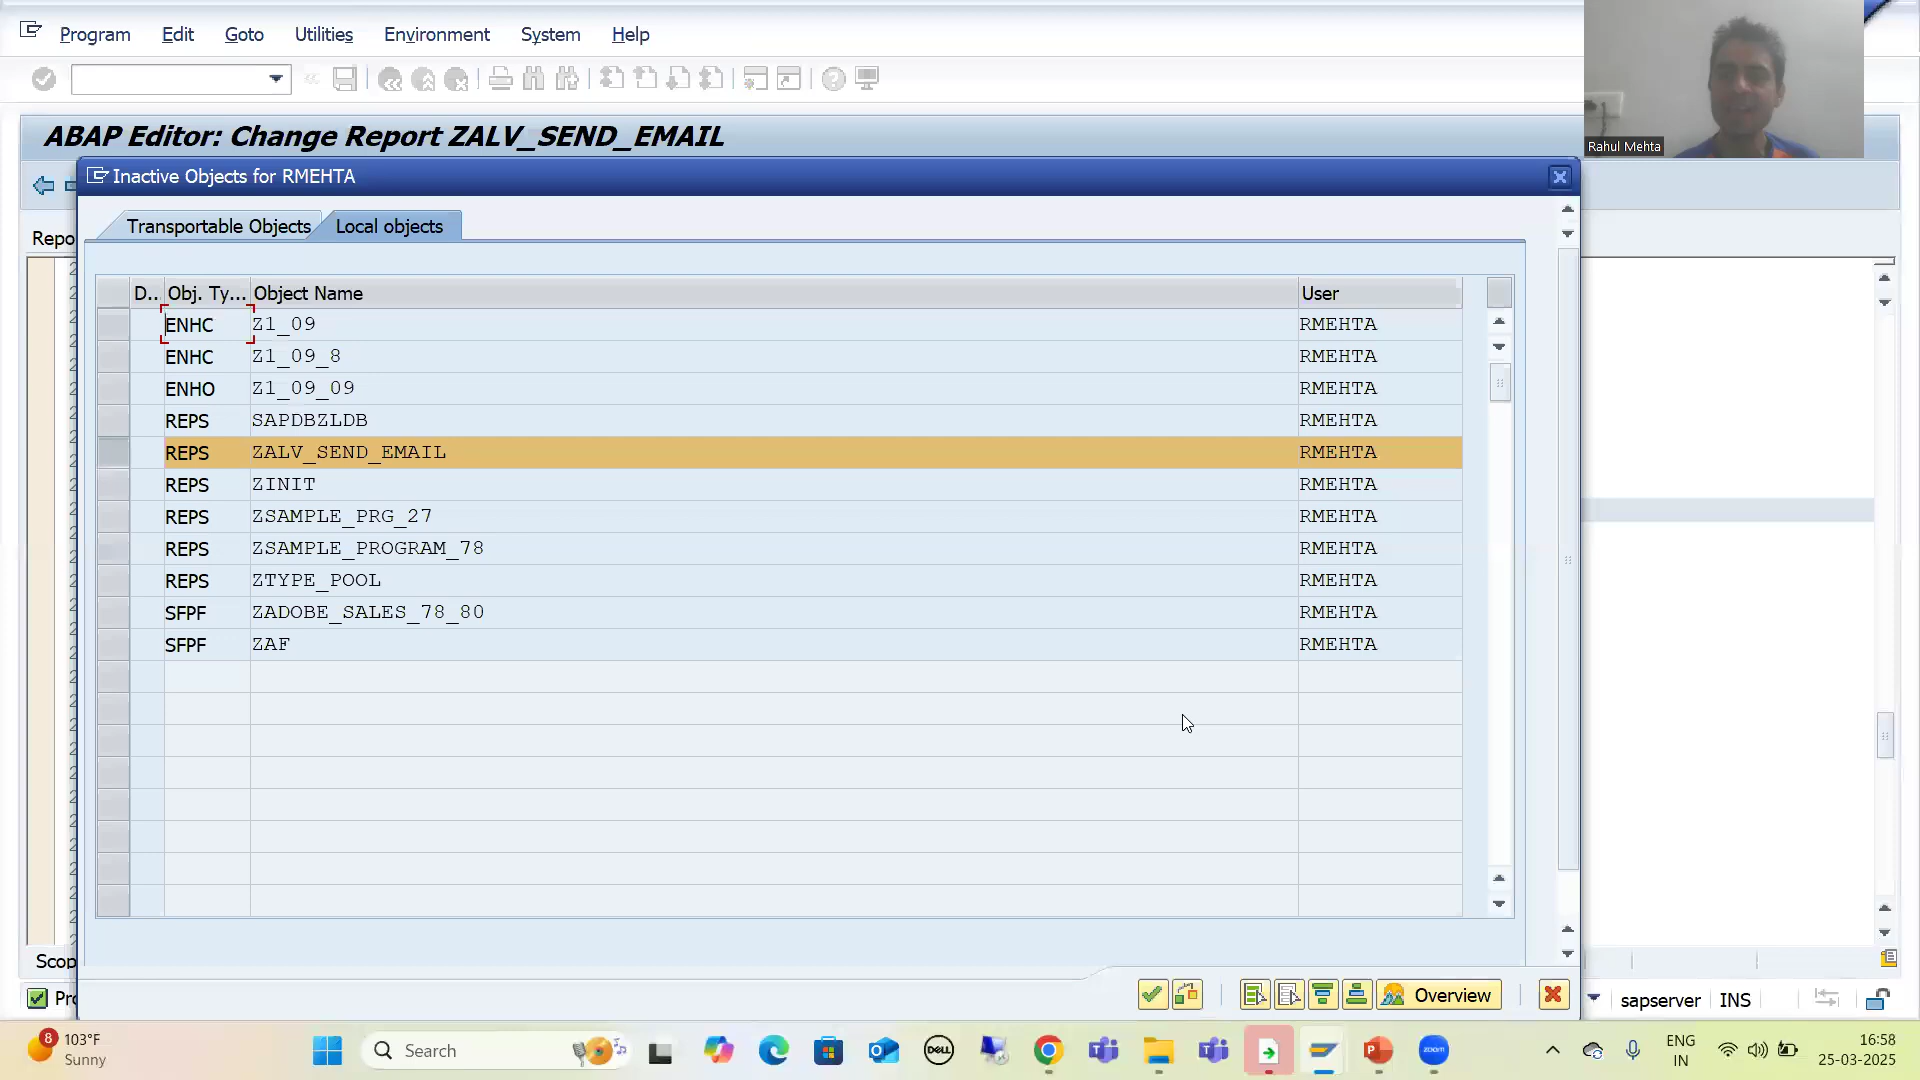 Program Edit Goto Utilities Environment System Help
Rahul Mehta
ABAP Editor: Change Report ZALV_SEND_EMAIL
Inactive Objects for RMEHTA
Transportable Objects Local objects
Repo
D.. Obj. Ty... Object Name User
ENHC Z1_09 RMEHTA
ENHC Z1_09_8 RMEHTA
ENHO Z1_09_09 RMEHTA
REPS SAPDBZLDB RMEHTA
REPS ZALV_SEND_EMAIL RMEHTA
REPS ZINIT RMEHTA
REPS ZSAMPLE_PRG_27 RMEHTA
REPS ZSAMPLE_PROGRAM_78 RMEHTA
REPS ZTYPE_POOL RMEHTA
SFPF ZADOBE_SALES_78_80 RMEHTA
SFPF ZAF RMEHTA
Scop
Overview
sapserver INS
8
103°F
Sunny
Search
DELL
zoom
ENG
IN
16:58
25-03-2025